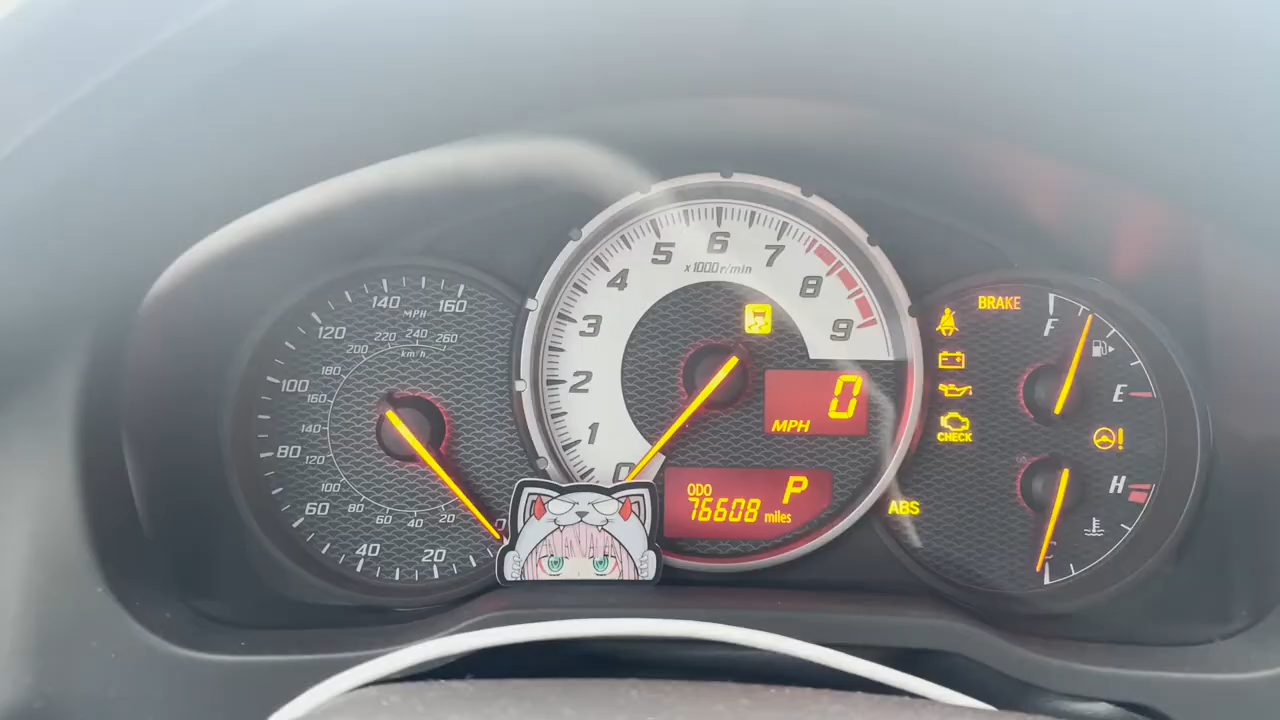 140 MPH 160
120 220 240 260
200 km/h
180
100 160
140
80 120
100
60 80 60 40 20
40 20 0
5 6 7
4 x1000r/min 8
3 9
2
1
0
0
MPH
ODO P
76608 miles
BRAKE
CHECK
ABS
F
E
H
C